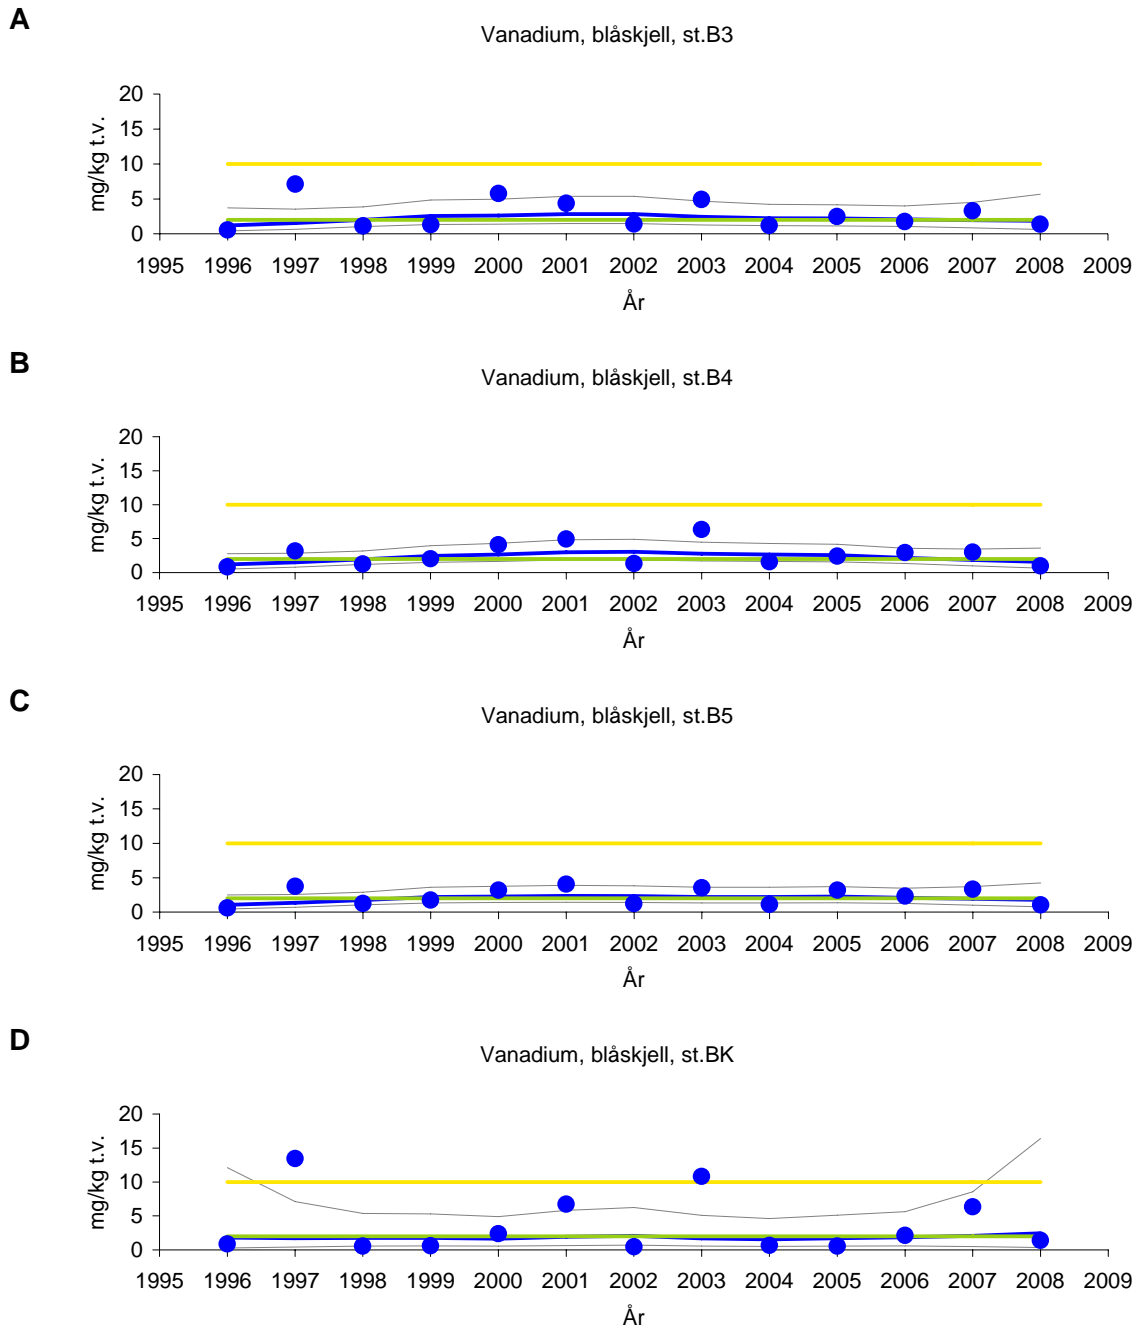 A
Vanadium, blåskjell, st.B3
mg/kg t.v.
20
15
10
5
0
1995 1996 1997 1998 1999 2000 2001 2002 2003 2004 2005 2006 2007 2008 2009
År
B
Vanadium, blåskjell, st.B4
mg/kg t.v.
20
15
10
5
0
1995 1996 1997 1998 1999 2000 2001 2002 2003 2004 2005 2006 2007 2008 2009
År
C
Vanadium, blåskjell, st.B5
mg/kg t.v.
20
15
10
5
0
1995 1996 1997 1998 1999 2000 2001 2002 2003 2004 2005 2006 2007 2008 2009
År
D
Vanadium, blåskjell, st.BK
mg/kg t.v.
20
15
10
5
0
1995 1996 1997 1998 1999 2000 2001 2002 2003 2004 2005 2006 2007 2008 2009
År